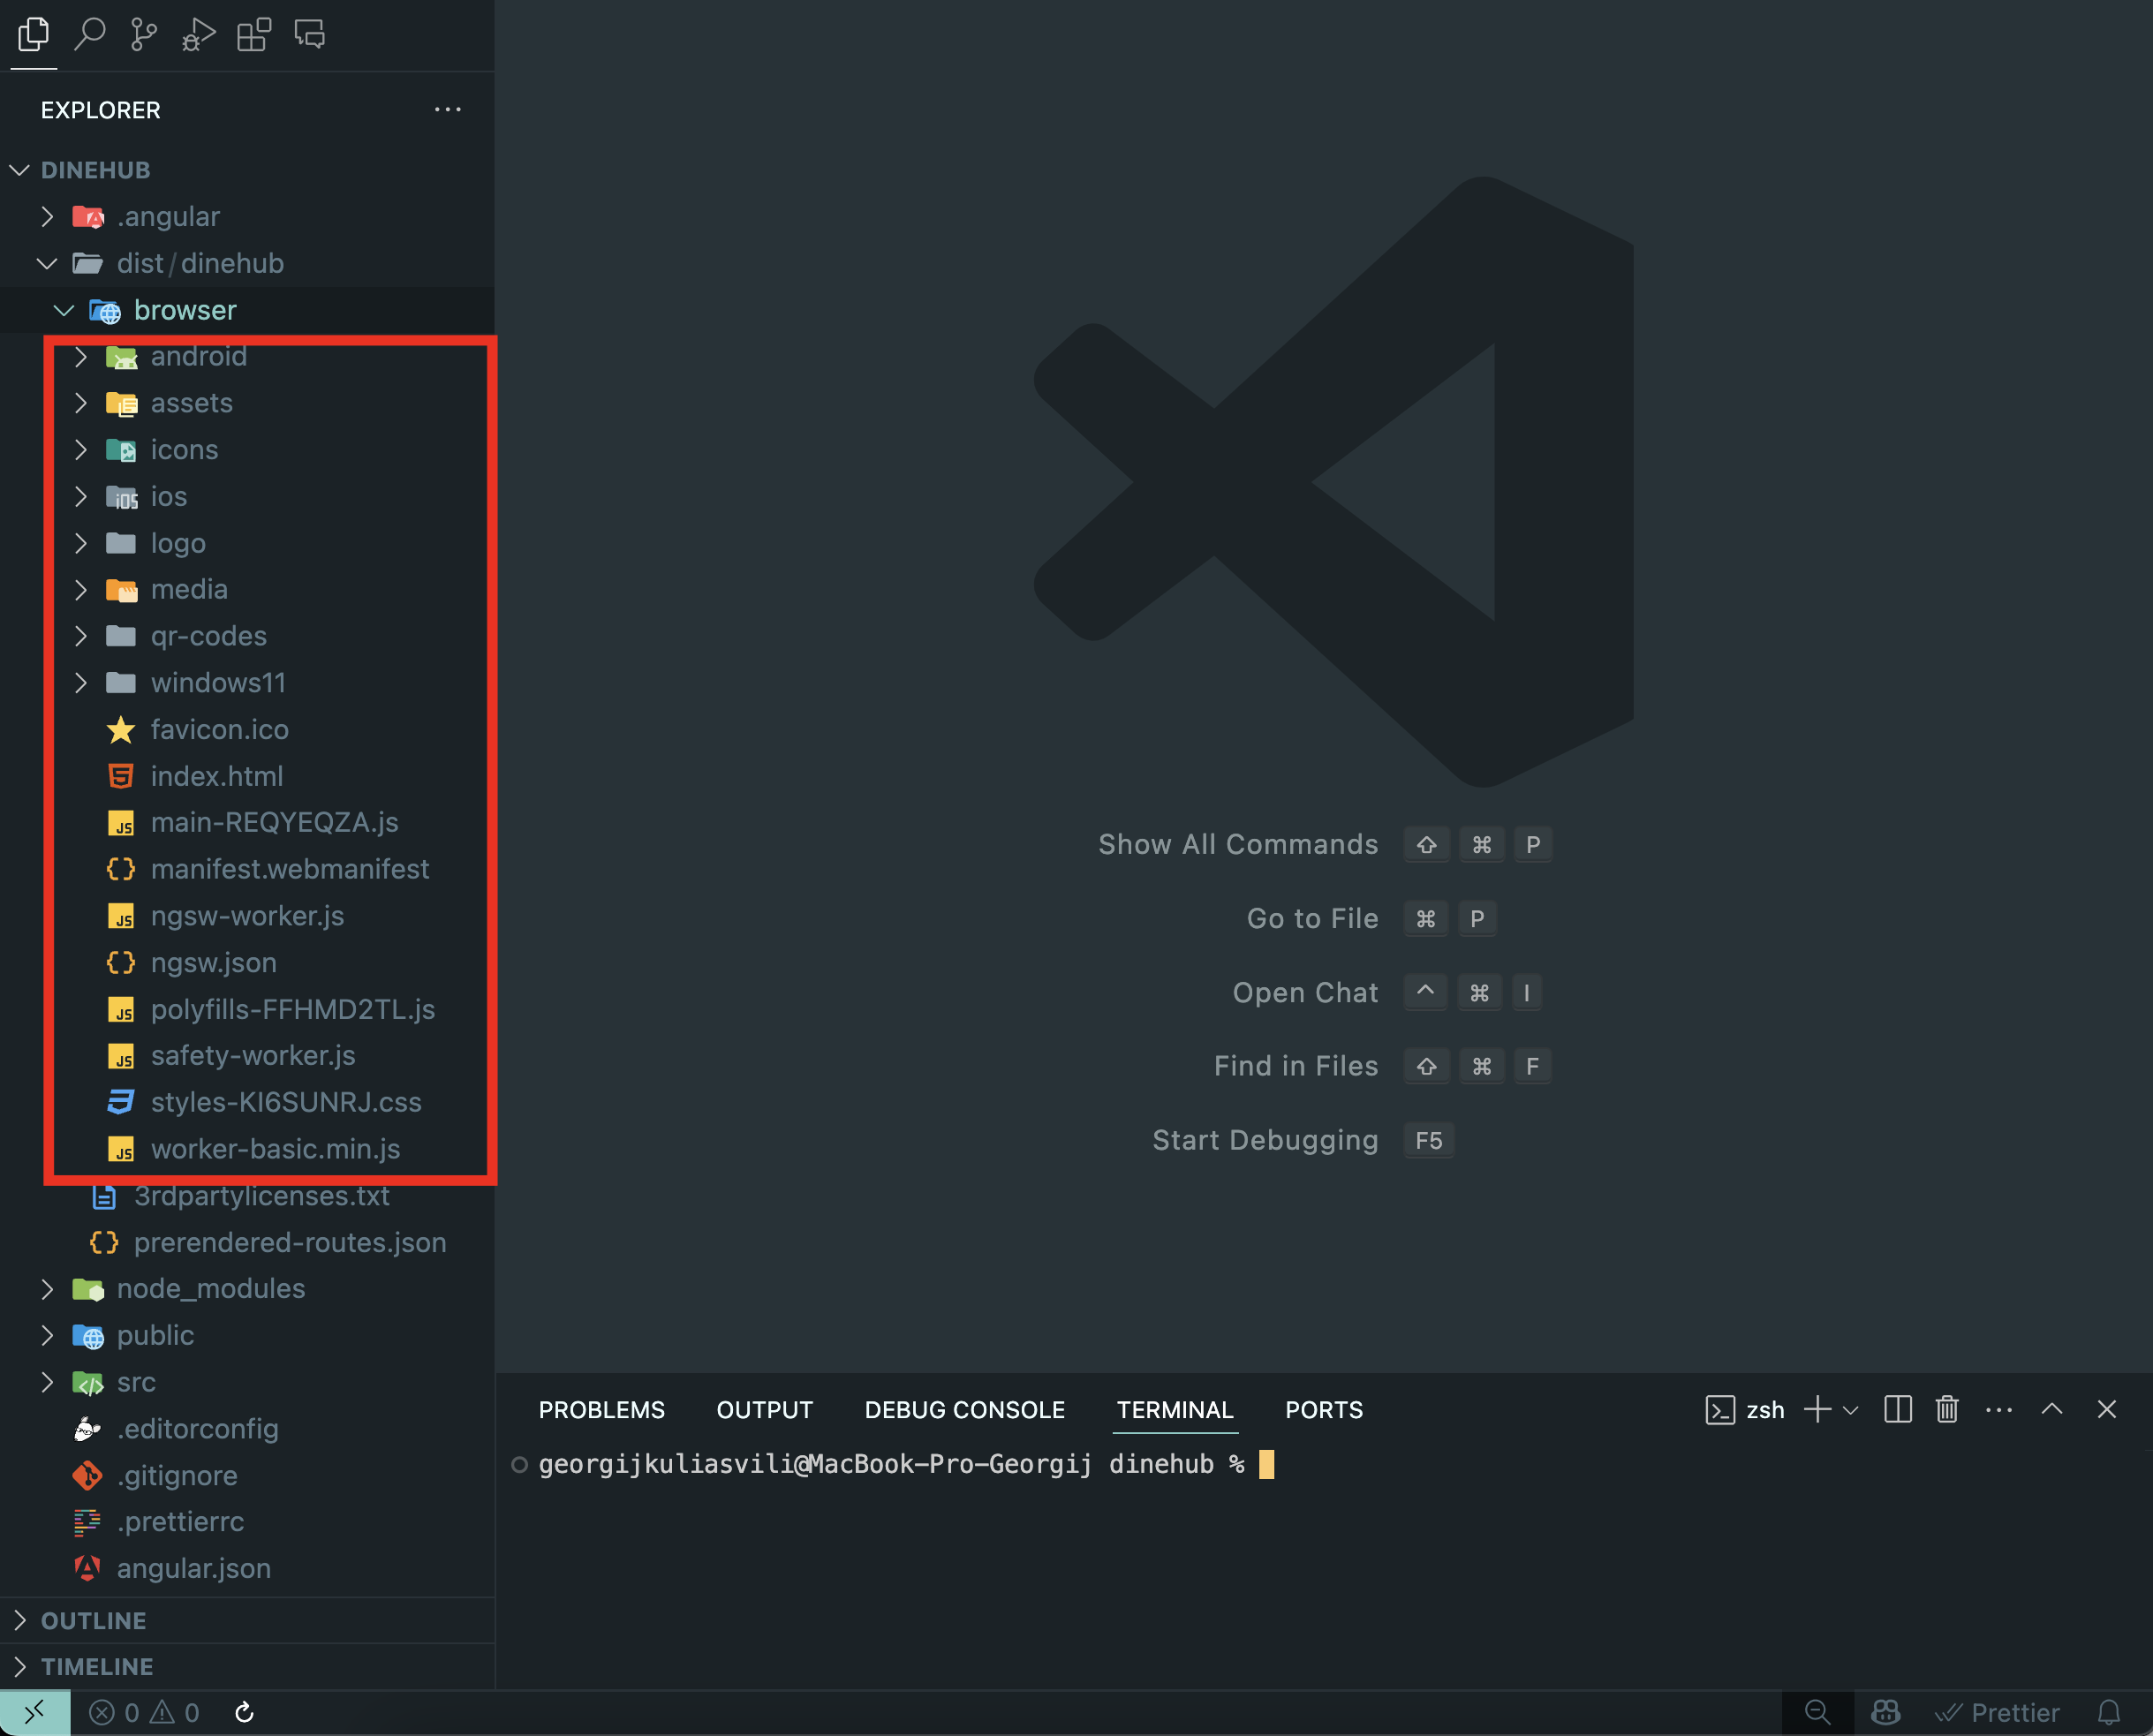 EXPLORER
DINEHUB
.angular
dist/dinehub
browser
android
assets
icons
ios
logo
media
qr-codes
windows11
favicon.ico
index.html
main-REQYEQZA.js
manifest.webmanifest
ngsw-worker.js
ngsw.json
polyfills-FFHMD2TL.js
safety-worker.js
styles-KI6SUNRJ.css
worker-basic.min.js
3rdpartylicenses.txt
prerendered-routes.json
node_modules
public
src
.editorconfig
.gitignore
.prettierrc
angular.json
OUTLINE
TIMELINE
Show All Commands ⇧ ⌘ P
Go to File ⌘ P
Open Chat ^ ⌘ I
Find in Files ⇧ ⌘ F
Start Debugging F5
PROBLEMS OUTPUT DEBUG CONSOLE TERMINAL PORTS zsh
georgijkuliasvili@MacBook-Pro-Georgij dinehub %
0 0 Prettier